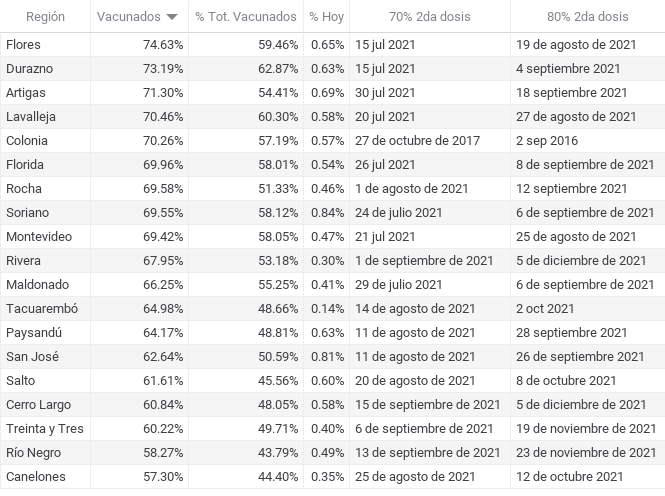 Región Vacunados % Tot. Vacunados % Hoy 70% 2da dosis 80% 2da dosis
Flores 74.63% 59.46% 0.65% 15 jul 2021 19 de agosto de 2021
Durazno 73.19% 62.87% 0.63% 15 jul 2021 4 septiembre 2021
Artigas 71.30% 54.41% 0.69% 30 jul 2021 18 septiembre 2021
Lavalleja 70.46% 60.30% 0.58% 20 jul 2021 27 de agosto de 2021
Colonia 70.26% 57.19% 0.57% 27 de octubre de 2017 2 sep 2016
Florida 69.96% 58.01% 0.54% 26 jul 2021 8 de septiembre de 2021
Rocha 69.58% 51.33% 0.46% 1 de agosto de 2021 12 septiembre 2021
Soriano 69.55% 58.12% 0.84% 24 de julio 2021 6 de septiembre de 2021
Montevideo 69.42% 58.05% 0.47% 21 jul 2021 25 de agosto de 2021
Rivera 67.95% 53.18% 0.30% 1 de septiembre de 2021 5 de diciembre de 2021
Maldonado 66.25% 55.25% 0.41% 29 de julio 2021 6 de septiembre de 2021
Tacuarembó 64.98% 48.66% 0.14% 14 de agosto de 2021 2 oct 2021
Paysandú 64.17% 48.81% 0.63% 11 de agosto de 2021 28 septiembre 2021
San José 62.64% 50.59% 0.81% 11 de agosto de 2021 26 de septiembre de 2021
Salto 61.61% 45.56% 0.60% 20 de agosto de 2021 8 de octubre 2021
Cerro Largo 60.84% 48.05% 0.58% 15 de septiembre de 2021 5 de diciembre de 2021
Treinta y Tres 60.22% 49.71% 0.40% 6 de septiembre de 2021 19 de noviembre de 2021
Río Negro 58.27% 43.79% 0.49% 13 de septiembre de 2021 23 de noviembre de 2021
Canelones 57.30% 44.40% 0.35% 25 de agosto de 2021 12 de octubre 2021